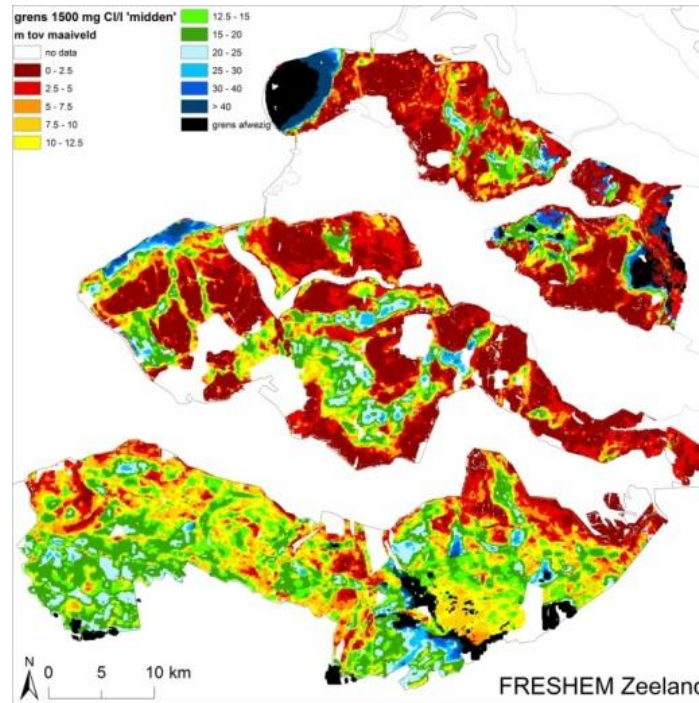 grens 1500 mg Cl/l 'midden'
m tov maaiveld
no data
0 - 2.5
2.5 - 5
5 - 7.5
7.5 - 10
10 - 12.5
12.5 - 15
15 - 20
20 - 25
25 - 30
30 - 40
> 40
grens afwezig
N
0 5 10 km
FRESHEM Zeeland